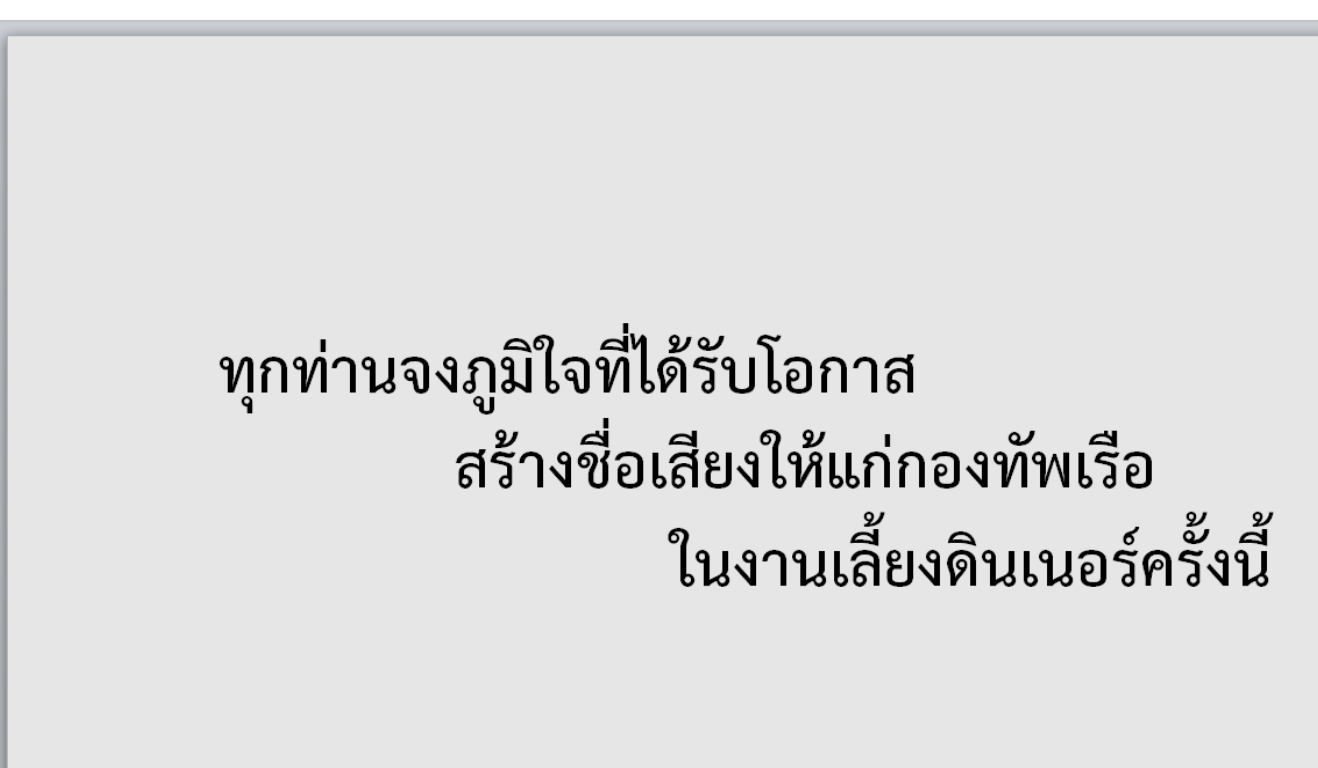 ทุกท่านจงภูมิใจที่ได้รับโอกาส
สร้างชื่อเสียงให้แก่กองทัพเรือ
ในงานเลี้ยงดินเนอร์ครั้งนี้